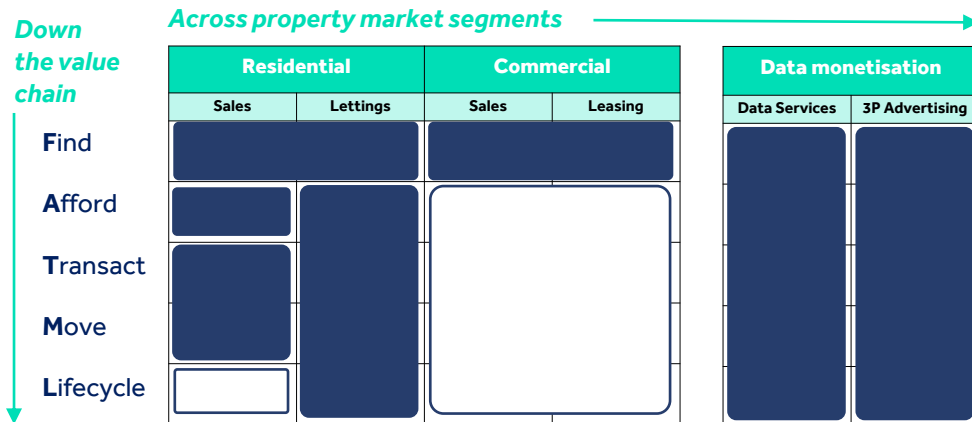 Across property market segments
Down
the value
chain
Residential
Commercial
Data monetisation
Sales
Lettings
Sales
Leasing
Data Services
3P Advertising
Find
Afford
Transact
Move
Lifecycle